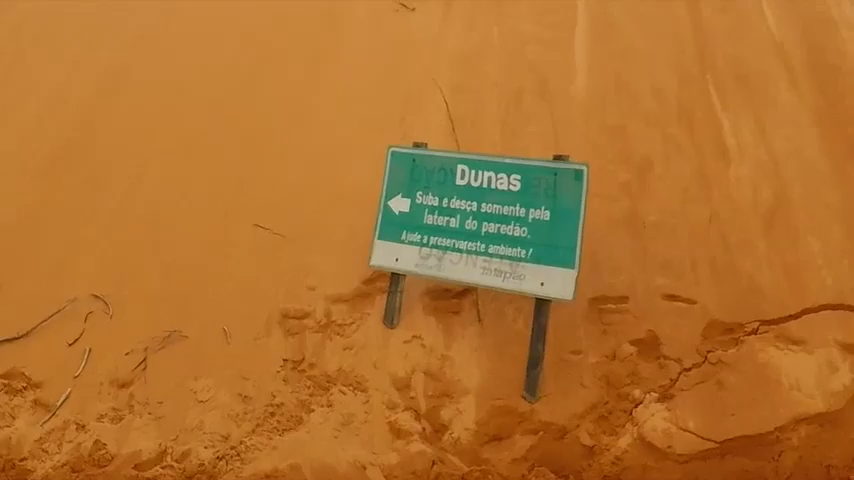 Dunas
Suba e desça somente pela
lateral do paredão.
Ajude a preservar este ambiente!